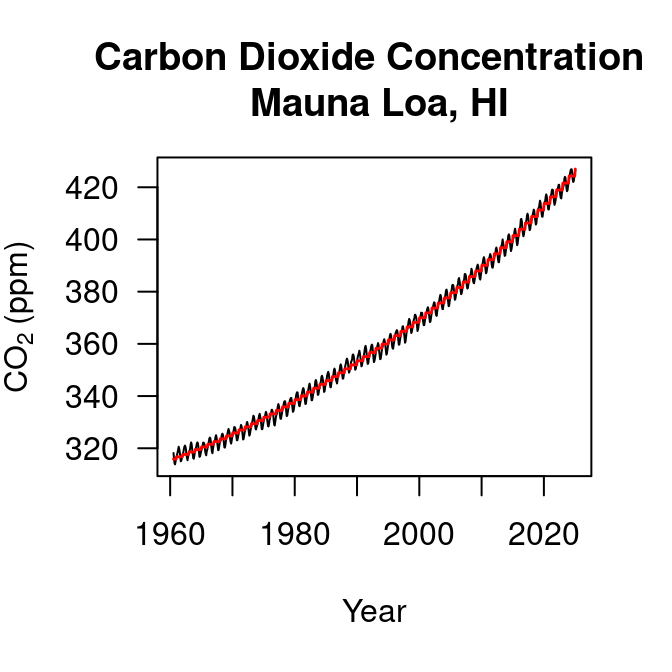 Carbon Dioxide Concentration
Mauna Loa, HI
420
400
380
360
340
320
CO₂ (ppm)
1960 1980 2000 2020
Year